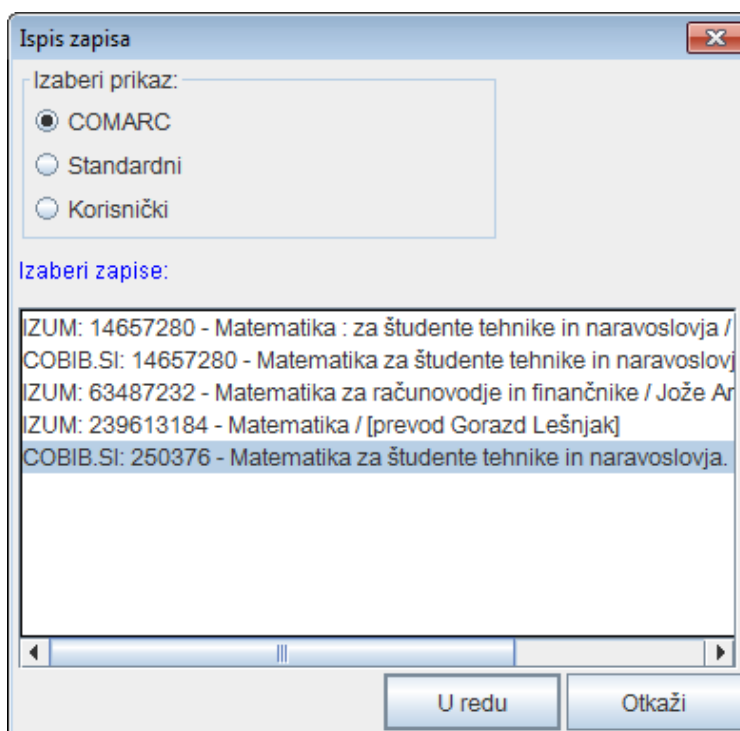 Ispis zapisa
Izaberi prikaz:
COMARC
Standardni
Korisnički
Izaberi zapise:
IZUM: 14657280 - Matematika : za študente tehnike in naravoslovja /
COBIB.SI: 14657280 - Matematika za študente tehnike in naravoslovj
IZUM: 63487232 - Matematika za računovodje in finančnike / Jože Ar
IZUM: 239613184 - Matematika / [prevod Gorazd Lešnjak]
COBIB.SI: 250376 - Matematika za študente tehnike in naravoslovja.
U redu Otkaži